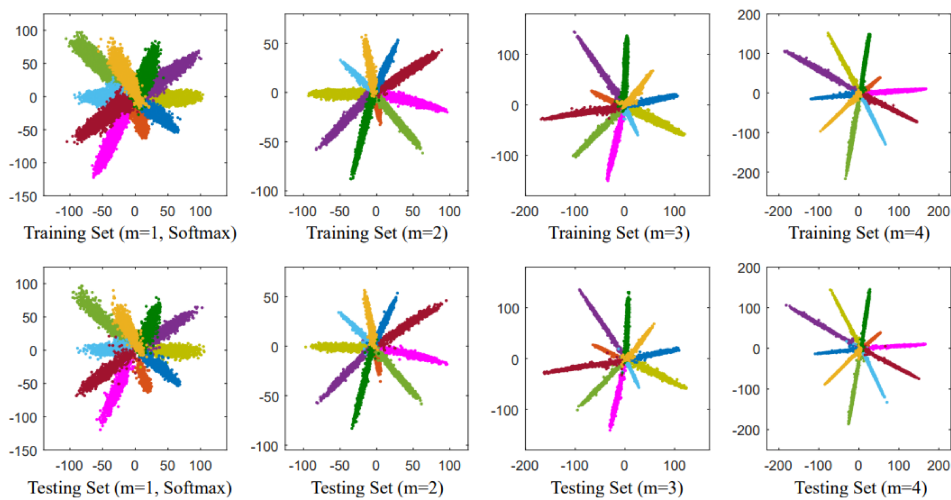 100
50
0
-50
-100
-150
-100 -50 0 50 100
Training Set (m=1, Softmax)
50
0
-50
-100
-100 -50 0 50 100
Training Set (m=2)
100
0
-100
-200 -100 0 100
Training Set (m=3)
200
100
0
-100
-200
-200 -100 0 100 200
Training Set (m=4)
100
50
0
-50
-100
-150
-100 -50 0 50 100
Testing Set (m=1, Softmax)
50
0
-50
-100
-100 -50 0 50 100
Testing Set (m=2)
100
0
-100
-200 -100 0 100
Testing Set (m=3)
200
100
0
-100
-200
-200 -100 0 100 200
Testing Set (m=4)